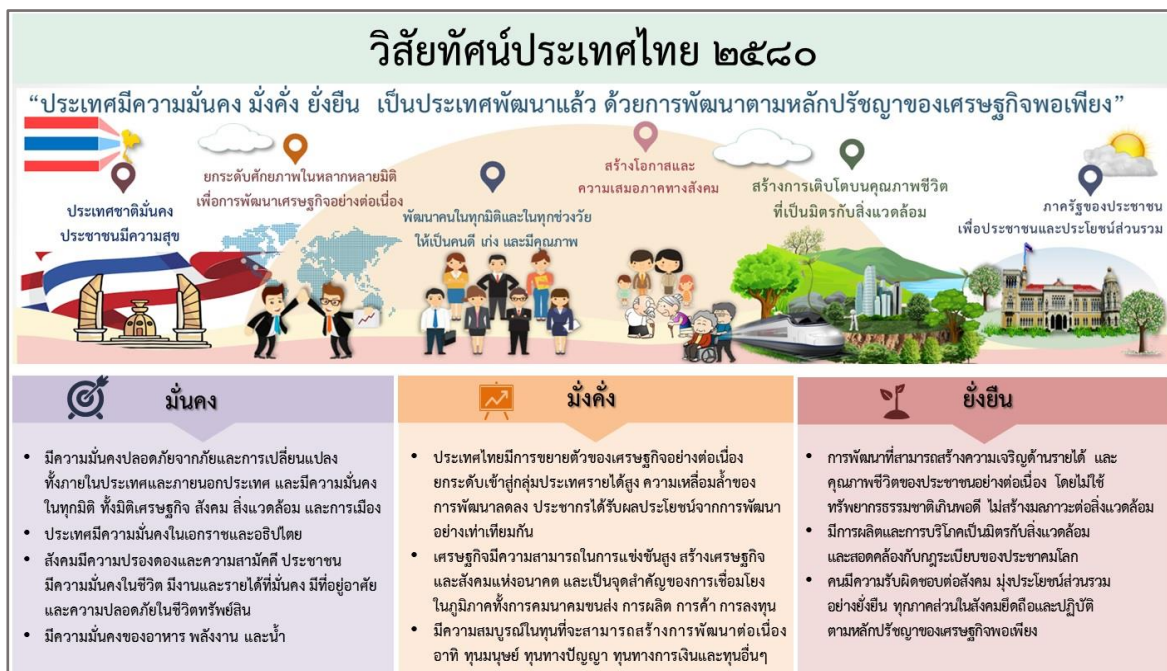 วิสัยทัศน์ประเทศไทย ๒๕๘๐
“ประเทศมีความมั่นคง มั่งคั่ง ยั่งยืน เป็นประเทศพัฒนาแล้ว ด้วยการพัฒนาตามหลักปรัชญาของเศรษฐกิจพอเพียง”
ประเทศชาติมั่นคง
ประชาชนมีความสุข
ยกระดับศักยภาพในหลากหลายมิติ
เพื่อการพัฒนาเศรษฐกิจอย่างต่อเนื่อง
พัฒนาคนในทุกมิติและในทุกช่วงวัย
ให้เป็นคนดี เก่ง และมีคุณภาพ
สร้างโอกาสและ
ความเสมอภาคทางสังคม
สร้างการเติบโตบนคุณภาพชีวิต
ที่เป็นมิตรกับสิ่งแวดล้อม
ภาครัฐของประชาชน
เพื่อประชาชนและประโยชน์ส่วนรวม
มั่นคง
• มีความมั่นคงปลอดภัยจากภัยและการเปลี่ยนแปลง
ทั้งภายในประเทศและภายนอกประเทศ และมีความมั่นคง
ในทุกมิติ ทั้งมิติเศรษฐกิจ สังคม สิ่งแวดล้อม และการเมือง
• ประเทศมีความมั่นคงในเอกราชและอธิปไตย
• สังคมมีความปรองดองและความสามัคคี ประชาชน
มีความมั่นคงในชีวิต มีงานและรายได้ที่มั่นคง มีที่อยู่อาศัย
และความปลอดภัยในชีวิตทรัพย์สิน
• มีความมั่นคงของอาหาร พลังงาน และน้ำ
มั่งคั่ง
• ประเทศไทยมีการขยายตัวของเศรษฐกิจอย่างต่อเนื่อง
ยกระดับเข้าสู่กลุ่มประเทศรายได้สูง ความเหลื่อมล้ำของ
การพัฒนาลดลง ประชากรได้รับผลประโยชน์จากการพัฒนา
อย่างเท่าเทียมกัน
• เศรษฐกิจมีความสามารถในการแข่งขันสูง สร้างเศรษฐกิจ
และสังคมแห่งอนาคต และเป็นจุดสำคัญของการเชื่อมโยง
ในภูมิภาคทั้งการคมนาคมขนส่ง การผลิต การค้า การลงทุน
• มีความสมบูรณ์ในทุนที่จะสามารถสร้างการพัฒนาต่อเนื่อง
อาทิ ทุนมนุษย์ ทุนทางปัญญา ทุนทางการเงินและทุนอื่นๆ
ยั่งยืน
• การพัฒนาที่สามารถสร้างความเจริญด้านรายได้ และ
คุณภาพชีวิตของประชาชนอย่างต่อเนื่อง โดยไม่ใช้
ทรัพยากรธรรมชาติเกินพอดี ไม่สร้างมลภาวะต่อสิ่งแวดล้อม
• มีการผลิตและการบริโภคเป็นมิตรกับสิ่งแวดล้อม
และสอดคล้องกับกฎระเบียบของประชาคมโลก
• คนมีความรับผิดชอบต่อสังคม มุ่งประโยชน์ส่วนรวม
อย่างยั่งยืน ทุกภาคส่วนในสังคมยึดถือและปฏิบัติ
ตามหลักปรัชญาของเศรษฐกิจพอเพียง